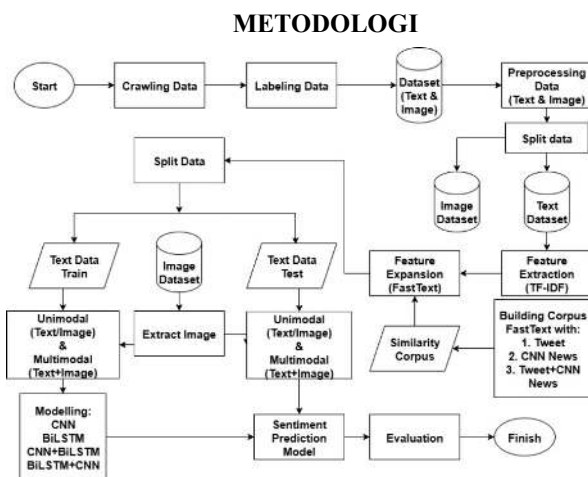 METODOLOGI
Start
Crawling Data
Labeling Data
Dataset
(Text &
Image)
Preprocessing
Data
(Text & Image)
Split data
Image
Dataset
Text
Dataset
Feature
Extraction
(TF-IDF)
Feature
Expansion
(FastText)
Building Corpus
FastText with:
1. Tweet
2. CNN News
3. Tweet+CNN
News
Similarity
Corpus
Split Data
Text Data
Train
Image
Dataset
Text Data
Test
Unimodal
(Text/Image)
&
Multimodal
(Text+Image)
Extract Image
Unimodal
(Text/Image)
&
Multimodal
(Text+Image)
Modelling:
CNN
BiLSTM
CNN+BiLSTM
BiLSTM+CNN
Sentiment
Prediction
Model
Evaluation
Finish